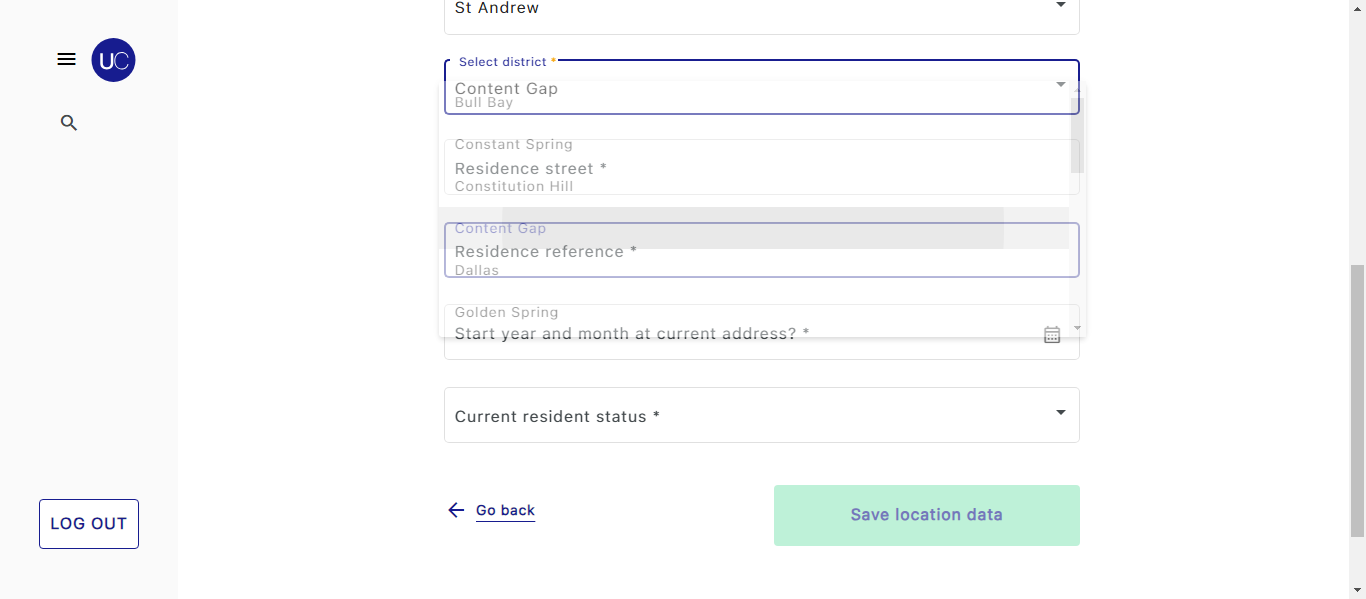 UC
LOG OUT
St Andrew
Select district *
Content Gap
Bull Bay
Constant Spring
Residence street *
Constitution Hill
Content Gap
Residence reference *
Dallas
Golden Spring
Start year and month at current address? *
Current resident status *
Go back
Save location data